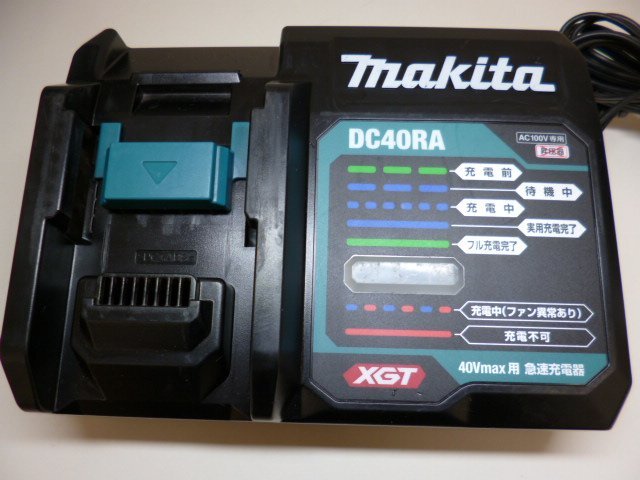 makita
DC40RA
AC100V専用
充電前
待機中
充電中
実用充電完了
フル充電完了
充電中(ファン異常あり)
充電不可
XGT
40Vmax用 急速充電器